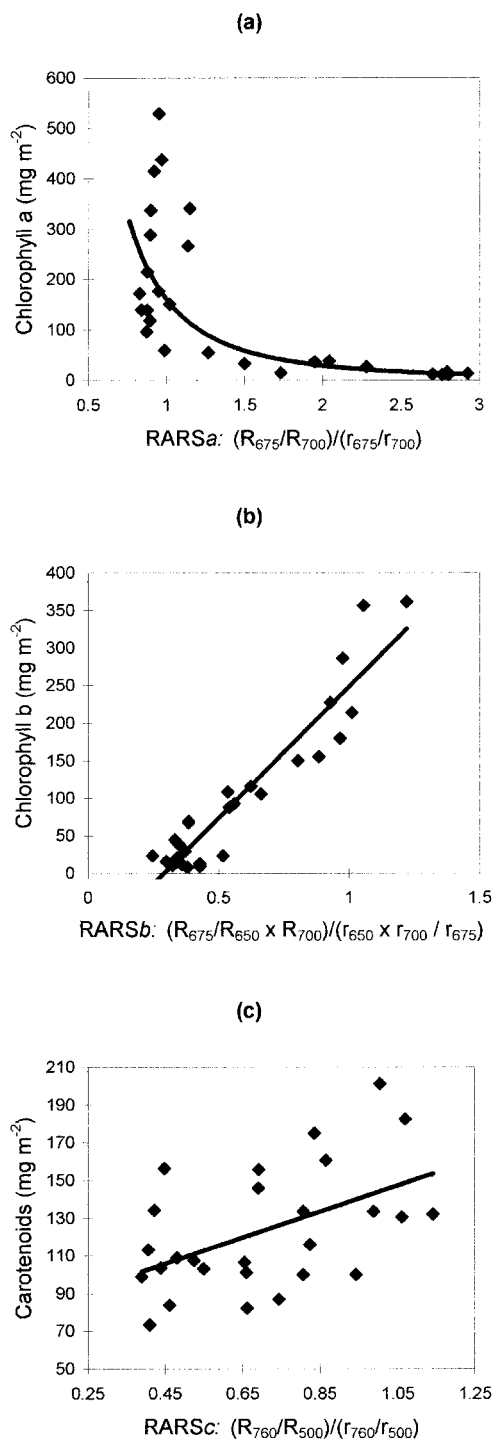 (a)
600
500
400
300
200
100
0
Chlorophyll a (mg m⁻²)
0.5 1 1.5 2 2.5 3
RARSa: (R₆₇₅/R₇₀₀)/(r₆₇₅/r₇₀₀)
(b)
400
350
300
250
200
150
100
50
0
Chlorophyll b (mg m⁻²)
0 0.5 1 1.5
RARSb: (R₆₇₅/R₆₅₀ x R₇₀₀)/(r₆₅₀ x r₇₀₀ / r₆₇₅)
(c)
210
190
170
150
130
110
90
70
50
Carotenoids (mg m⁻²)
0.25 0.45 0.65 0.85 1.05 1.25
RARSc: (R₇₆₀/R₅₀₀)/(r₇₆₀/r₅₀₀)